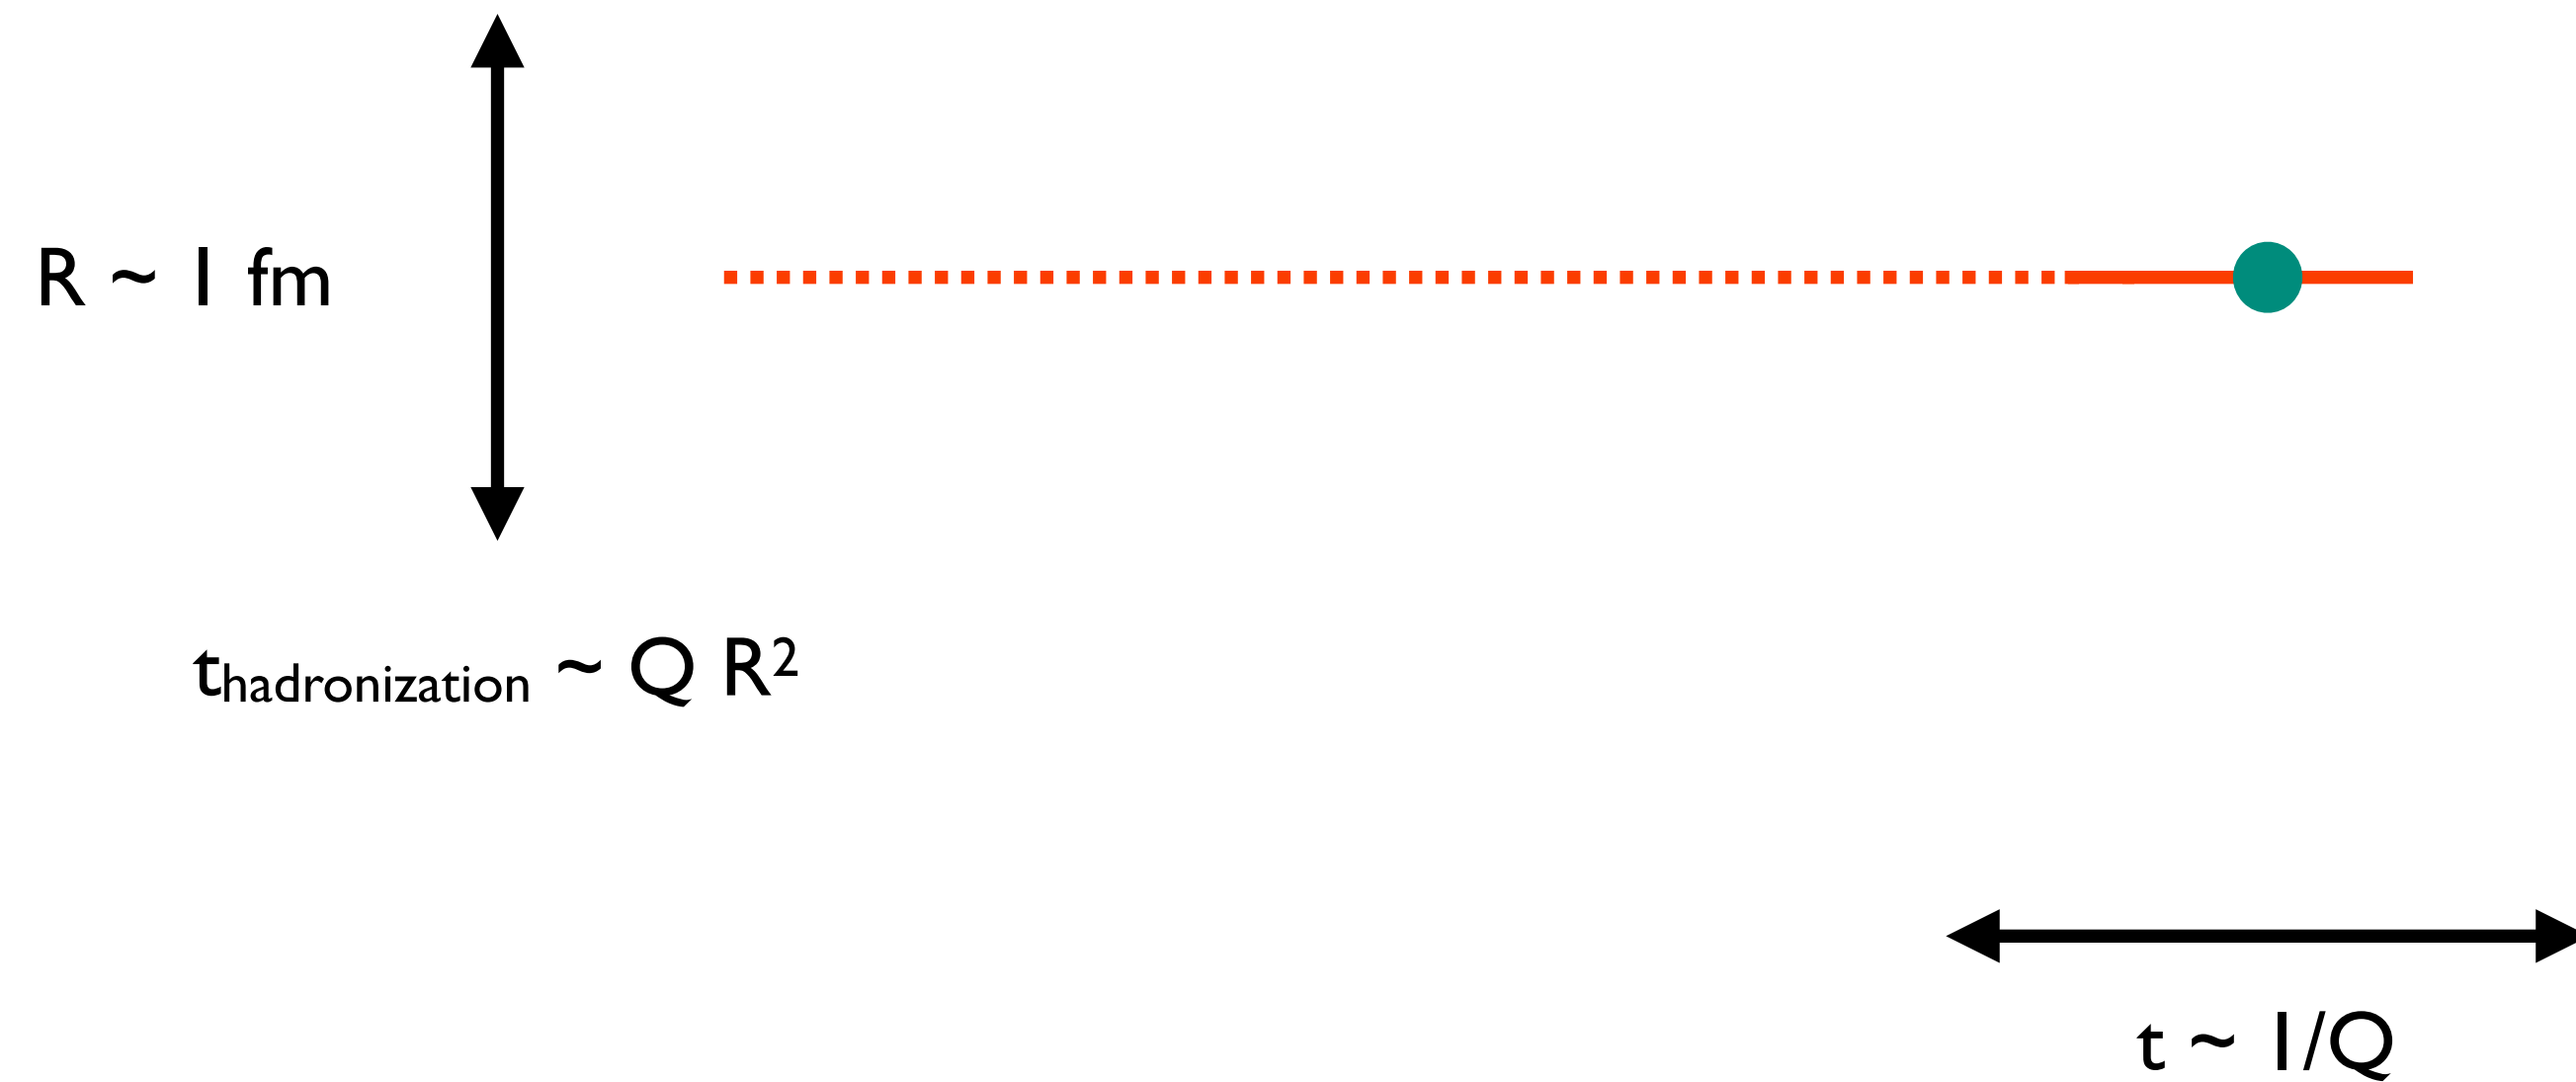 R ~ 1 fm
t_hadronization ~ Q R²
t ~ 1/Q